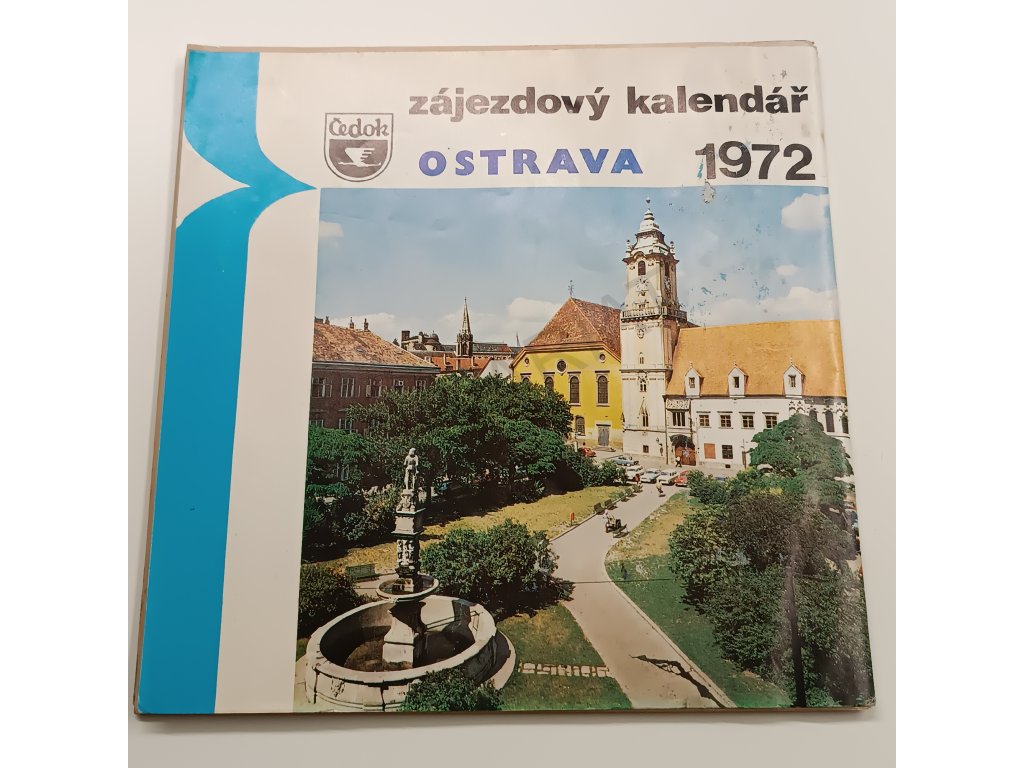 zájezdový kalendář
Čedok
OSTRAVA 1972